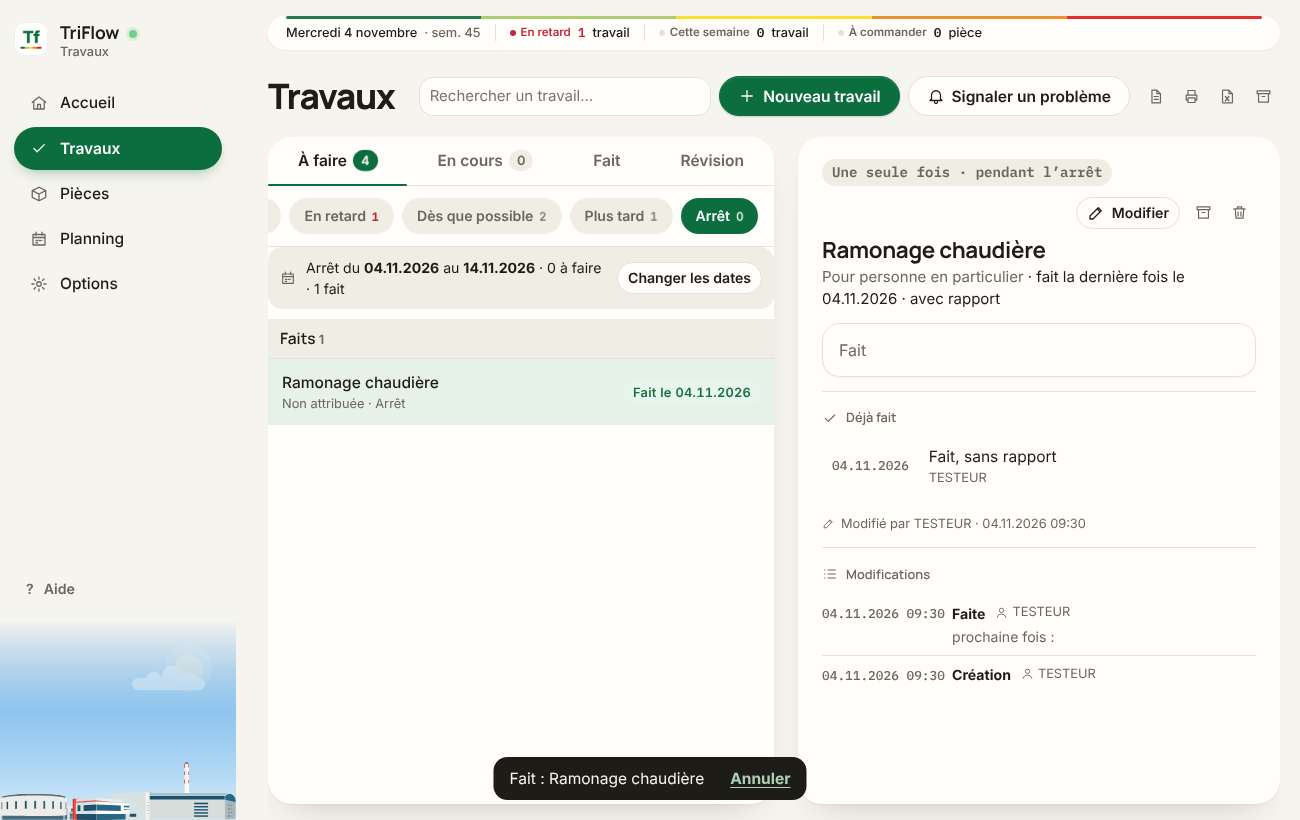 Tf
TriFlow
Travaux
Accueil
Travaux
Pièces
Planning
Options
? Aide
Mercredi 4 novembre · sem. 45
En retard 1 travail
Cette semaine 0 travail
À commander 0 pièce
Travaux
Rechercher un travail...
+ Nouveau travail
Signaler un problème
À faire 4
En cours 0
Fait
Révision
En retard 1
Dès que possible 2
Plus tard 1
Arrêt 0
Arrêt du 04.11.2026 au 14.11.2026 · 0 à faire
· 1 fait
Changer les dates
Faits 1
Ramonage chaudière
Non attribuée · Arrêt
Fait le 04.11.2026
Une seule fois · pendant l’arrêt
Modifier
Ramonage chaudière
Pour personne en particulier · fait la dernière fois le
04.11.2026 · avec rapport
Fait
Déjà fait
04.11.2026
Fait, sans rapport
TESTEUR
Modifié par TESTEUR · 04.11.2026 09:30
Modifications
04.11.2026 09:30 Faite TESTEUR
prochaine fois :
04.11.2026 09:30 Création TESTEUR
Fait : Ramonage chaudière Annuler